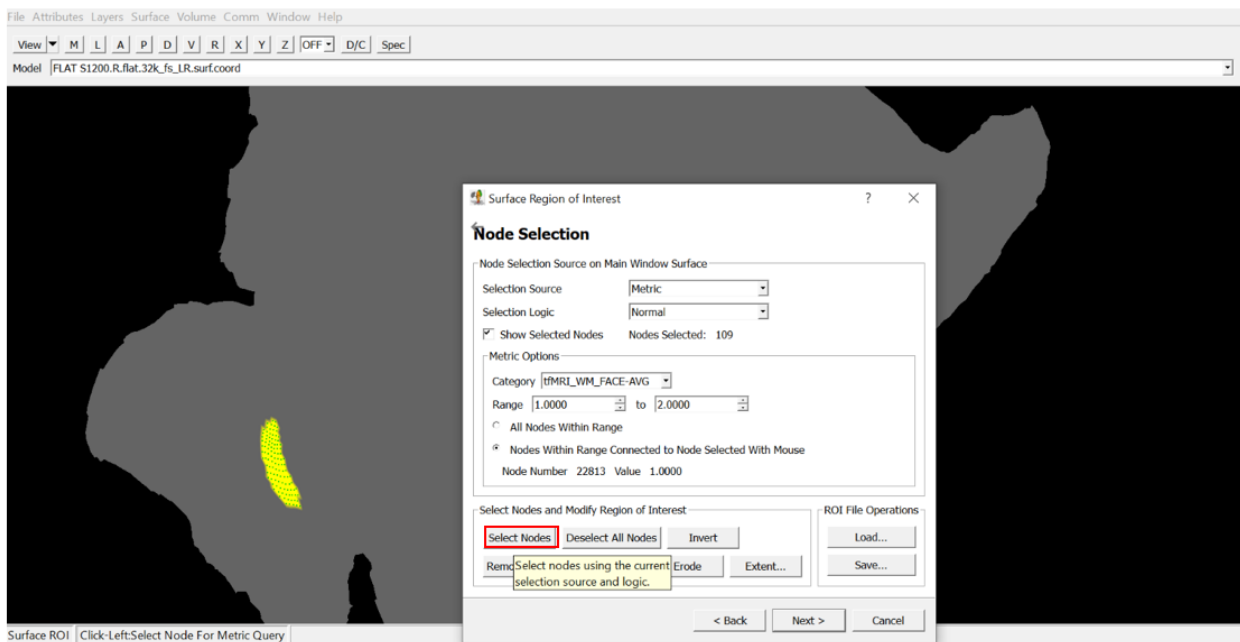 File Attributes Layers Surface Volume Comm Window Help
View M L A P D V R X Y Z OFF D/C Spec
Model FLAT S1200.R.flat.32k_fs_LR.surf.coord
Surface Region of Interest ?
Node Selection
Node Selection Source on Main Window Surface
Selection Source Metric
Selection Logic Normal
Show Selected Nodes Nodes Selected: 109
Metric Options
Category tfMRI_WM_FACE-AVG
Range 1.0000 to 2.0000
All Nodes Within Range
Nodes Within Range Connected to Node Selected With Mouse
Node Number 22813 Value 1.0000
Select Nodes and Modify Region of Interest
Select Nodes Deselect All Nodes Invert
Erode Extent...
Select nodes using the current
selection source and logic.
ROI File Operations
Load...
Save...
< Back Next > Cancel
Surface ROI Click-Left:Select Node For Metric Query